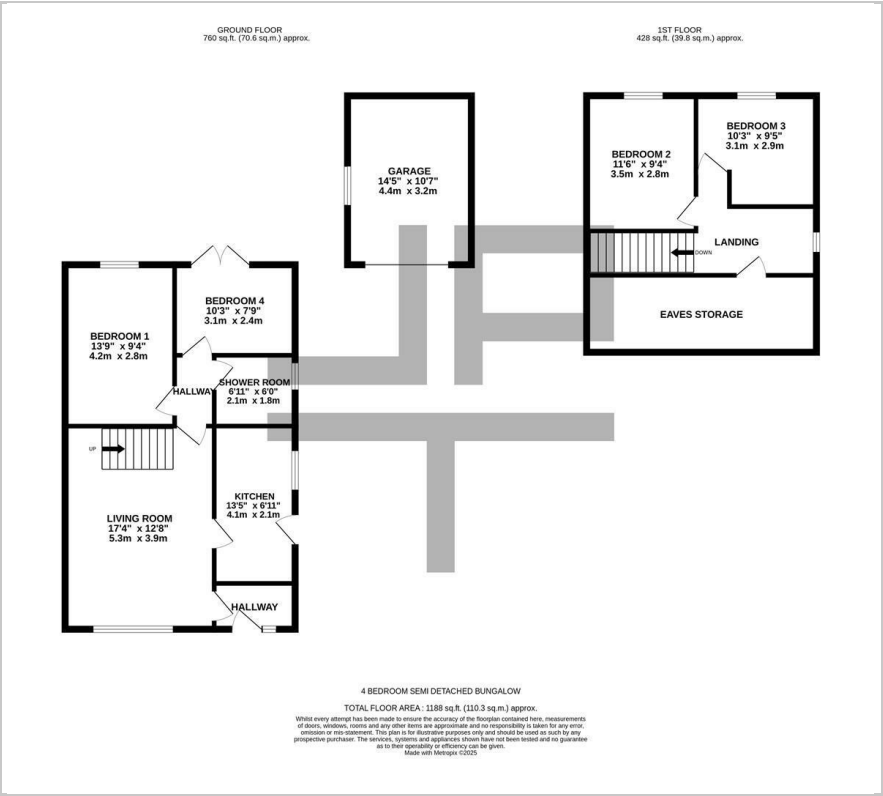 GROUND FLOOR
760 sq.ft. (70.6 sq.m.) approx.
1ST FLOOR
428 sq.ft. (39.8 sq.m.) approx.
GARAGE
14'5" x 10'7"
4.4m x 3.2m
BEDROOM 2
11'6" x 9'4"
3.5m x 2.8m
BEDROOM 3
10'3" x 9'5"
3.1m x 2.9m
LANDING
DOWN
EAVES STORAGE
BEDROOM 4
10'3" x 7'9"
3.1m x 2.4m
BEDROOM 1
13'9" x 9'4"
4.2m x 2.8m
HALLWAY
SHOWER ROOM
6'11" x 6'0"
2.1m x 1.8m
UP
LIVING ROOM
17'4" x 12'8"
5.3m x 3.9m
KITCHEN
13'5" x 6'11"
4.1m x 2.1m
HALLWAY
4 BEDROOM SEMI DETACHED BUNGALOW
TOTAL FLOOR AREA : 1188 sq.ft. (110.3 sq.m.) approx.
Whilst every attempt has been made to ensure the accuracy of the floorplan contained here, measurements
of doors, windows, rooms and any other items are approximate and no responsibility is taken for any error,
omission or mis-statement. This plan is for illustrative purposes only and should be used as such by any
prospective purchaser. The services, systems and appliances shown have not been tested and no guarantee
as to their operability or efficiency can be given.
Made with Metropix ©2025